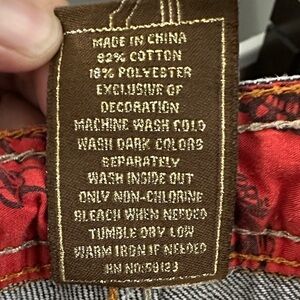 MADE IN CHINA
82% COTTON
18% POLYESTER
EXCLUSIVE OF
DECORATION
MACHINE WASH COLD
WASH DARK COLORS
SEPARATELY
WASH INSIDE OUT
ONLY NON-CHLORINE
BLEACH WHEN NEEDED
TUMBLE DRY LOW
WARM IRON IF NEEDED
RN NO:59123